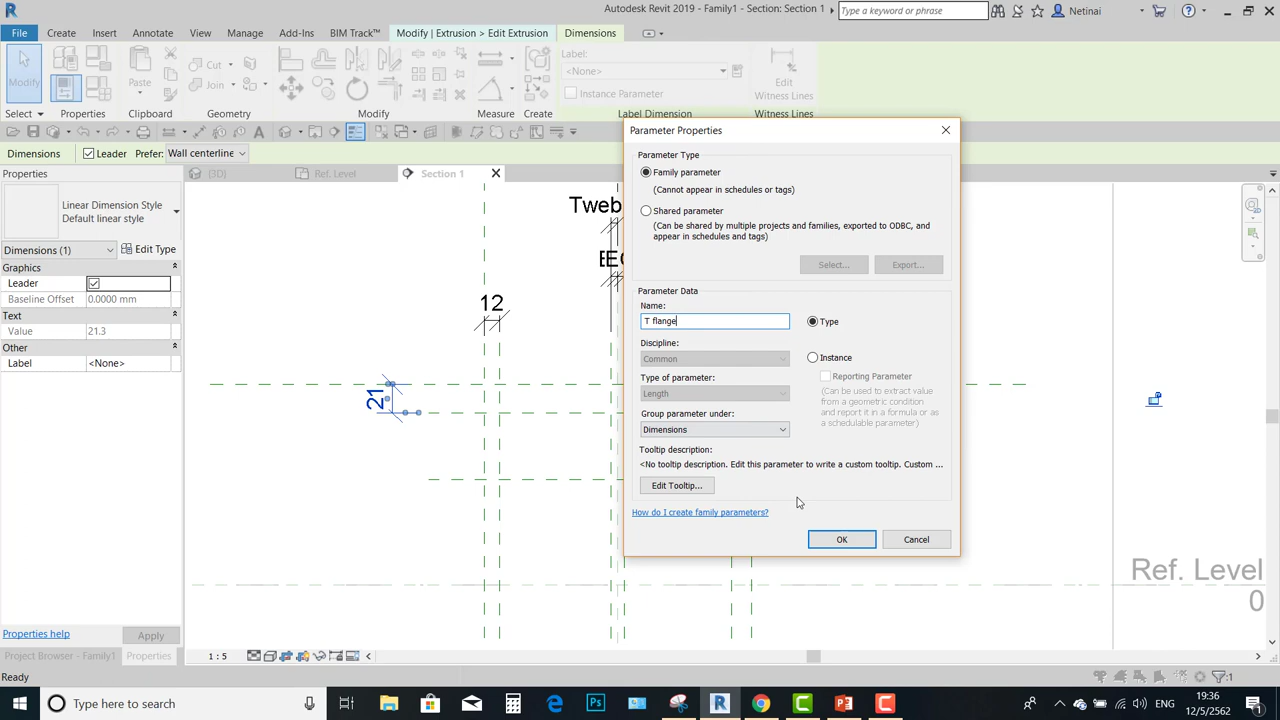 Autodesk Revit 2019 - Family1 - Section: Section 1
Type a keyword or phrase
Netinai
File Create Insert Annotate View Manage Add-Ins BIM Track™ Modify | Extrusion > Edit Extrusion Dimensions
Modify
Paste
Cut
Join
Label:
<None>
Instance Parameter
Edit
Witness Lines
Select Properties Clipboard Geometry Modify Measure Create Label Dimension Witness Lines
Dimensions Leader Prefer: Wall centerline
Properties
{3D} Ref. Level Section 1
Linear Dimension Style
Default linear style
Dimensions (1) Edit Type
Graphics
Leader
Baseline Offset 0.0000 mm
Text
Value 21.3
Other
Label <None>
Properties help
Apply
Project Browser - Family1 Properties
Tweb
12
21
Ref. Level
0
Parameter Properties
Parameter Type
Family parameter
(Cannot appear in schedules or tags)
Shared parameter
(Can be shared by multiple projects and families, exported to ODBC, and
appear in schedules and tags)
Select... Export...
Parameter Data
Name:
T flange
Type
Discipline:
Common
Instance
Type of parameter:
Reporting Parameter
Length
(Can be used to extract value
from a geometric condition
and report it in a formula or as
a schedulable parameter)
Group parameter under:
Dimensions
Tooltip description:
<No tooltip description. Edit this parameter to write a custom tooltip. Custom ...
Edit Tooltip...
How do I create family parameters?
OK Cancel
1 : 5
Ready
:1
Type here to search
ENG
19:36
12/5/2562